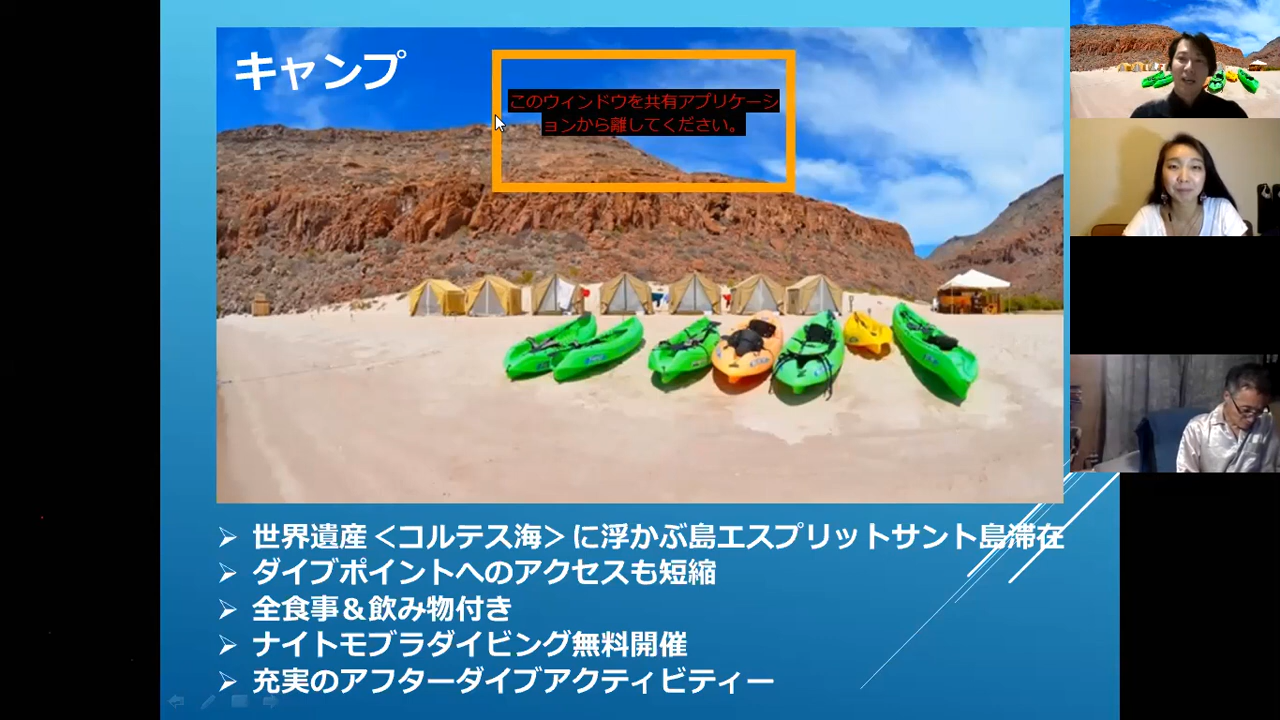 キャンプ
このウィンドウを共有アプリケーシ
ョンから離してください。
世界遺産＜コルテス海＞に浮かぶ島エスプリットサント島滞在
ダイブポイントへのアクセスも短縮
全食事＆飲み物付き
ナイトモブラダイビング無料開催
充実のアフターダイブアクティビティー